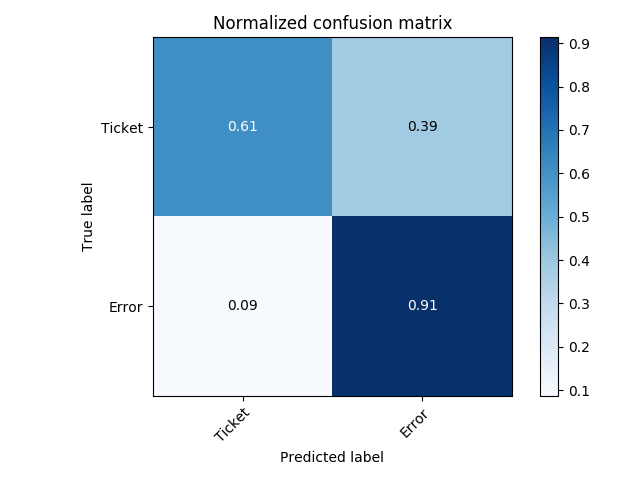 Normalized confusion matrix
True label
Ticket
0.61 0.39
Error
0.09 0.91
Ticket Error
Predicted label
0.9
0.8
0.7
0.6
0.5
0.4
0.3
0.2
0.1